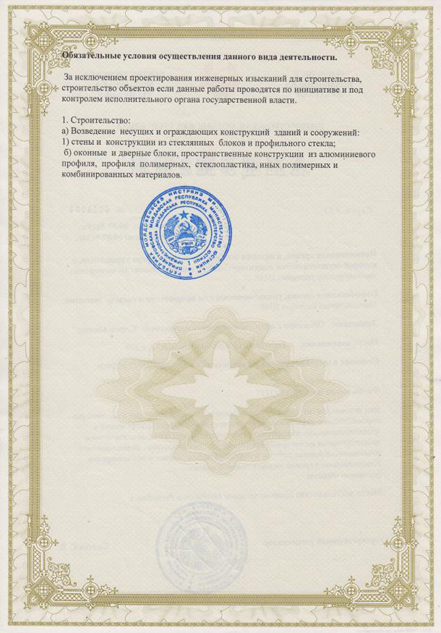 Обязательные условия осуществления данного вида деятельности.
За исключением проектирования инженерных изысканий для строительства,
строительство объектов если данные работы проводятся по инициативе и под
контролем исполнительного органа государственной власти.
1. Строительство:
а) Возведение несущих и ограждающих конструкций зданий и сооружений:
1) стены и конструкции из стеклянных блоков и профильного стекла;
б) оконные и дверные блоки, пространственные конструкции из алюминиевого
профиля, профиля полимерных, стеклопластика, иных полимерных и
комбинированных материалов.